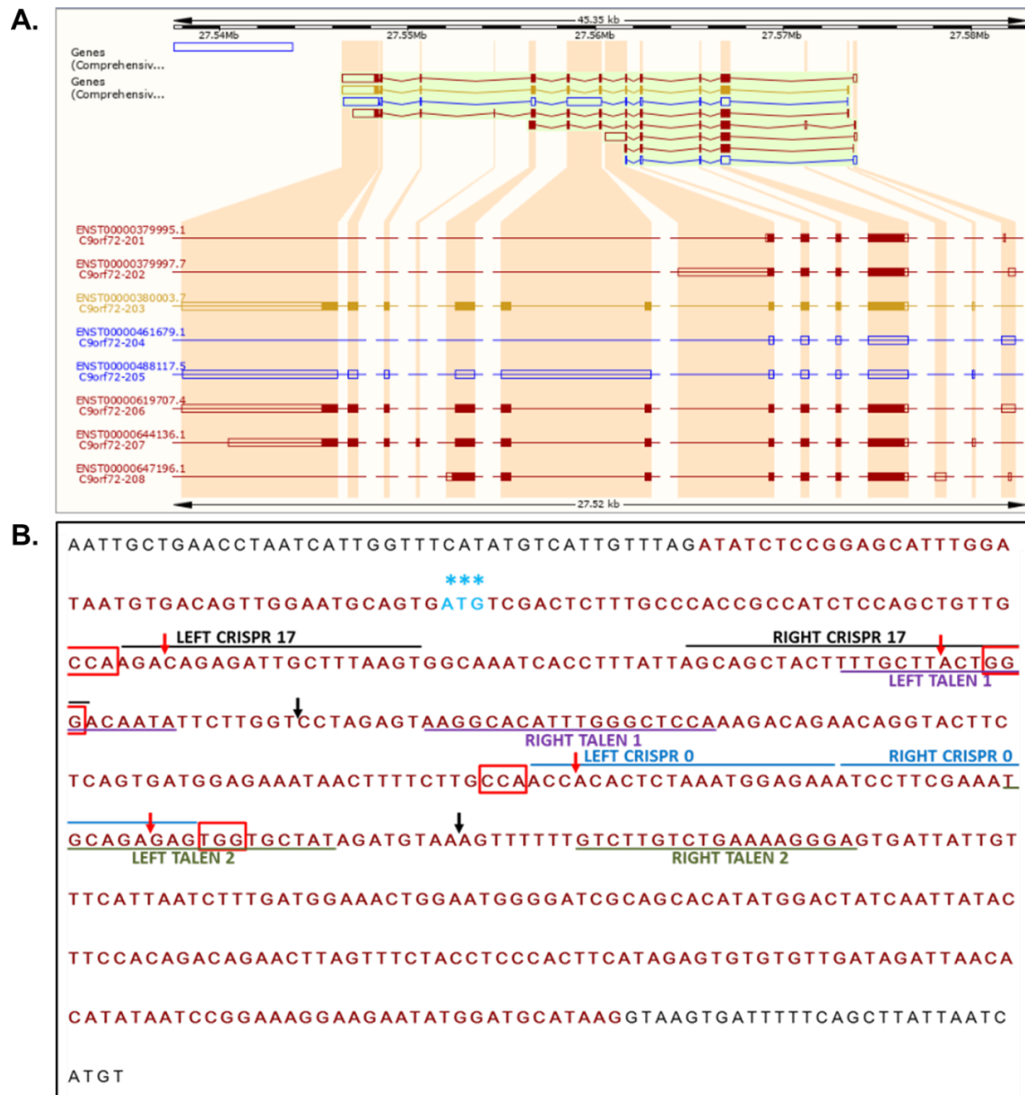 A.
45.35 kb
27.54Mb 27.55Mb 27.56Mb 27.57Mb 27.58Mb
Genes
(Comprehensiv...
Genes
(Comprehensiv...
ENST00000379995.1
C9orf72-201
ENST00000379997.7
C9orf72-202
ENST00000380003.7
C9orf72-203
ENST00000461679.1
C9orf72-204
ENST00000488117.5
C9orf72-205
ENST00000619707.4
C9orf72-206
ENST00000644136.1
C9orf72-207
ENST00000647196.1
C9orf72-208
27.52 kb
B.
AATTGCTGAACCTAATCATTGGTTTCATATGTCATTGTTTAGATATCTCCGGAGCATTTGGA
***
TAATGTGACAGTTGGAATGCAGTGATGTCGACTCTTTGCCCACCGCCATCTCCAGCTGTTG
LEFT CRISPR 17 RIGHT CRISPR 17
CCAAGACAGAGATTGCTTTAAGTGGCAAATCACCTTTATTAGCAGCTACTTTTGCTTACTGG
LEFT TALEN 1
GACAATATTCTTGGTCCTAGAGTAAGGCACATTTGGGCTCCAAAGACAGAACAGGTACTTC
RIGHT TALEN 1
LEFT CRISPR 0 RIGHT CRISPR 0
TCAGTGATGGAGAAATAACTTTTCTTGCCAACCACACTCTAAATGGAGAAATCCTTCGAAAT
GCAGAGAGTGGTGCTATAGATGTAAAGTTTTTTGTCTTGTCTGAAAAGGGAGTGATTATTGT
LEFT TALEN 2 RIGHT TALEN 2
TTCATTAATCTTTGATGGAAACTGGAATGGGGATCGCAGCACATATGGACTATCAATTATAC
TTCCACAGACAGAACTTAGTTTCTACCTCCCACTTCATAGAGTGTGTGTTGATAGATTAACA
CATATAATCCGGAAAGGAAGAATATGGATGCATAAGGTAAGTGATTTTTCAGCTTATTAATC
ATGT